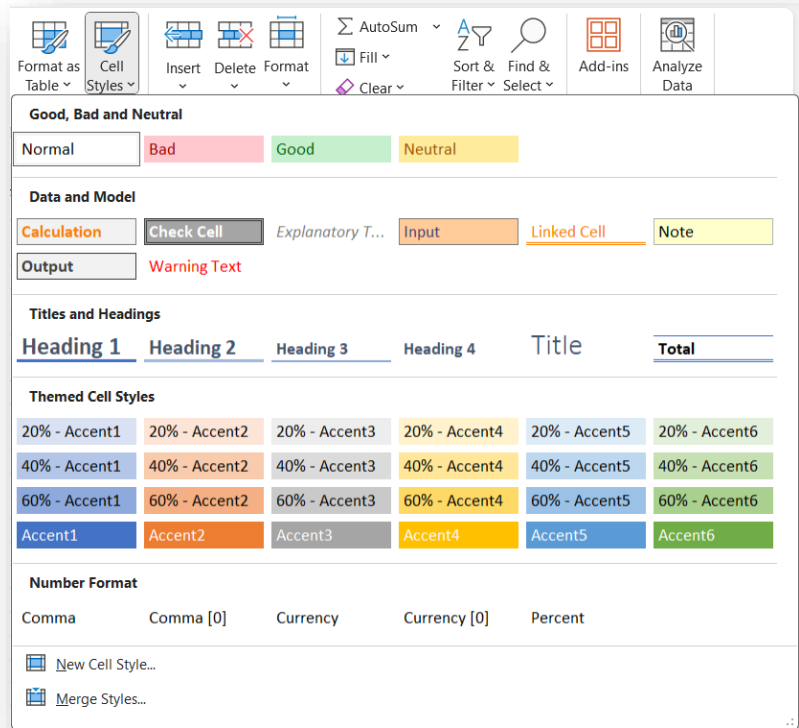 Format as Table
Cell Styles
Insert
Delete
Format
AutoSum
Fill
Clear
Sort & Filter
Find & Select
Add-ins
Analyze Data
Good, Bad and Neutral
Normal Bad Good Neutral
Data and Model
Calculation Check Cell Explanatory T... Input Linked Cell Note
Output Warning Text
Titles and Headings
Heading 1 Heading 2 Heading 3 Heading 4 Title Total
Themed Cell Styles
20% - Accent1 20% - Accent2 20% - Accent3 20% - Accent4 20% - Accent5 20% - Accent6
40% - Accent1 40% - Accent2 40% - Accent3 40% - Accent4 40% - Accent5 40% - Accent6
60% - Accent1 60% - Accent2 60% - Accent3 60% - Accent4 60% - Accent5 60% - Accent6
Accent1 Accent2 Accent3 Accent4 Accent5 Accent6
Number Format
Comma Comma [0] Currency Currency [0] Percent
New Cell Style...
Merge Styles...